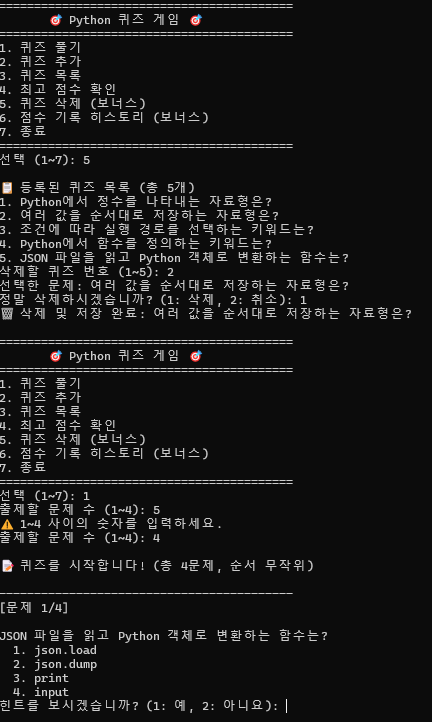 ========================================
🎯 Python 퀴즈 게임 🎯
========================================
1. 퀴즈 풀기
2. 퀴즈 추가
3. 퀴즈 목록
4. 최고 점수 확인
5. 퀴즈 삭제 (보너스)
6. 점수 기록 히스토리 (보너스)
7. 종료
========================================
선택 (1~7): 5
📋 등록된 퀴즈 목록 (총 5개)
1. Python에서 정수를 나타내는 자료형은?
2. 여러 값을 순서대로 저장하는 자료형은?
3. 조건에 따라 실행 경로를 선택하는 키워드는?
4. Python에서 함수를 정의하는 키워드는?
5. JSON 파일을 읽고 Python 객체로 변환하는 함수는?
삭제할 퀴즈 번호 (1~5): 2
선택한 문제: 여러 값을 순서대로 저장하는 자료형은?
정말 삭제하시겠습니까? (1: 삭제, 2: 취소): 1
🗑 삭제 및 저장 완료: 여러 값을 순서대로 저장하는 자료형은?
========================================
🎯 Python 퀴즈 게임 🎯
========================================
1. 퀴즈 풀기
2. 퀴즈 추가
3. 퀴즈 목록
4. 최고 점수 확인
5. 퀴즈 삭제 (보너스)
6. 점수 기록 히스토리 (보너스)
7. 종료
========================================
선택 (1~7): 1
출제할 문제 수 (1~4): 5
⚠ 1~4 사이의 숫자를 입력하세요.
출제할 문제 수 (1~4): 4
📝 퀴즈를 시작합니다! (총 4문제, 순서 무작위)
----------------------------------------
[문제 1/4]
JSON 파일을 읽고 Python 객체로 변환하는 함수는?
1. json.load
2. json.dump
3. print
4. input
힌트를 보시겠습니까? (1: 예, 2: 아니요):